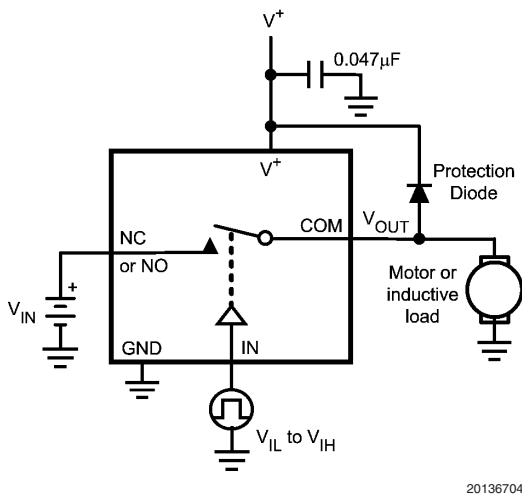 V+
0.047µF
V+
Protection
Diode
COM
VOUT
NC
or NO
Motor or
inductive
load
+
VIN
GND
IN
VIL to VIH
20136704